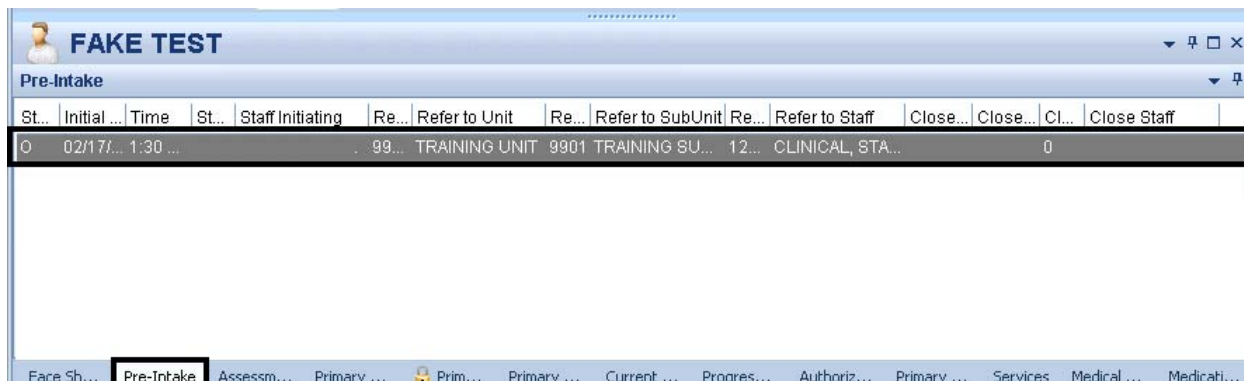 FAKE TEST
Pre-Intake
St... Initial ... Time St... Staff Initiating Re... Refer to Unit Re... Refer to SubUnit Re... Refer to Staff Close... Close... Cl... Close Staff
O 02/17/... 1:30 ... . 99... TRAINING UNIT 9901 TRAINING SU... 12... CLINICAL, STA... 0
Face Sh... Pre-Intake Assessm... Primary ... Prim... Primary ... Current ... Progres... Authoriz... Primary ... Services Medical ... Medicati...